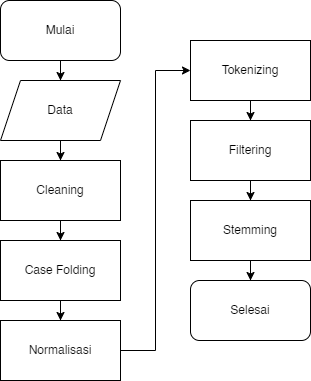 Mulai
Data
Cleaning
Case Folding
Normalisasi
Tokenizing
Filtering
Stemming
Selesai